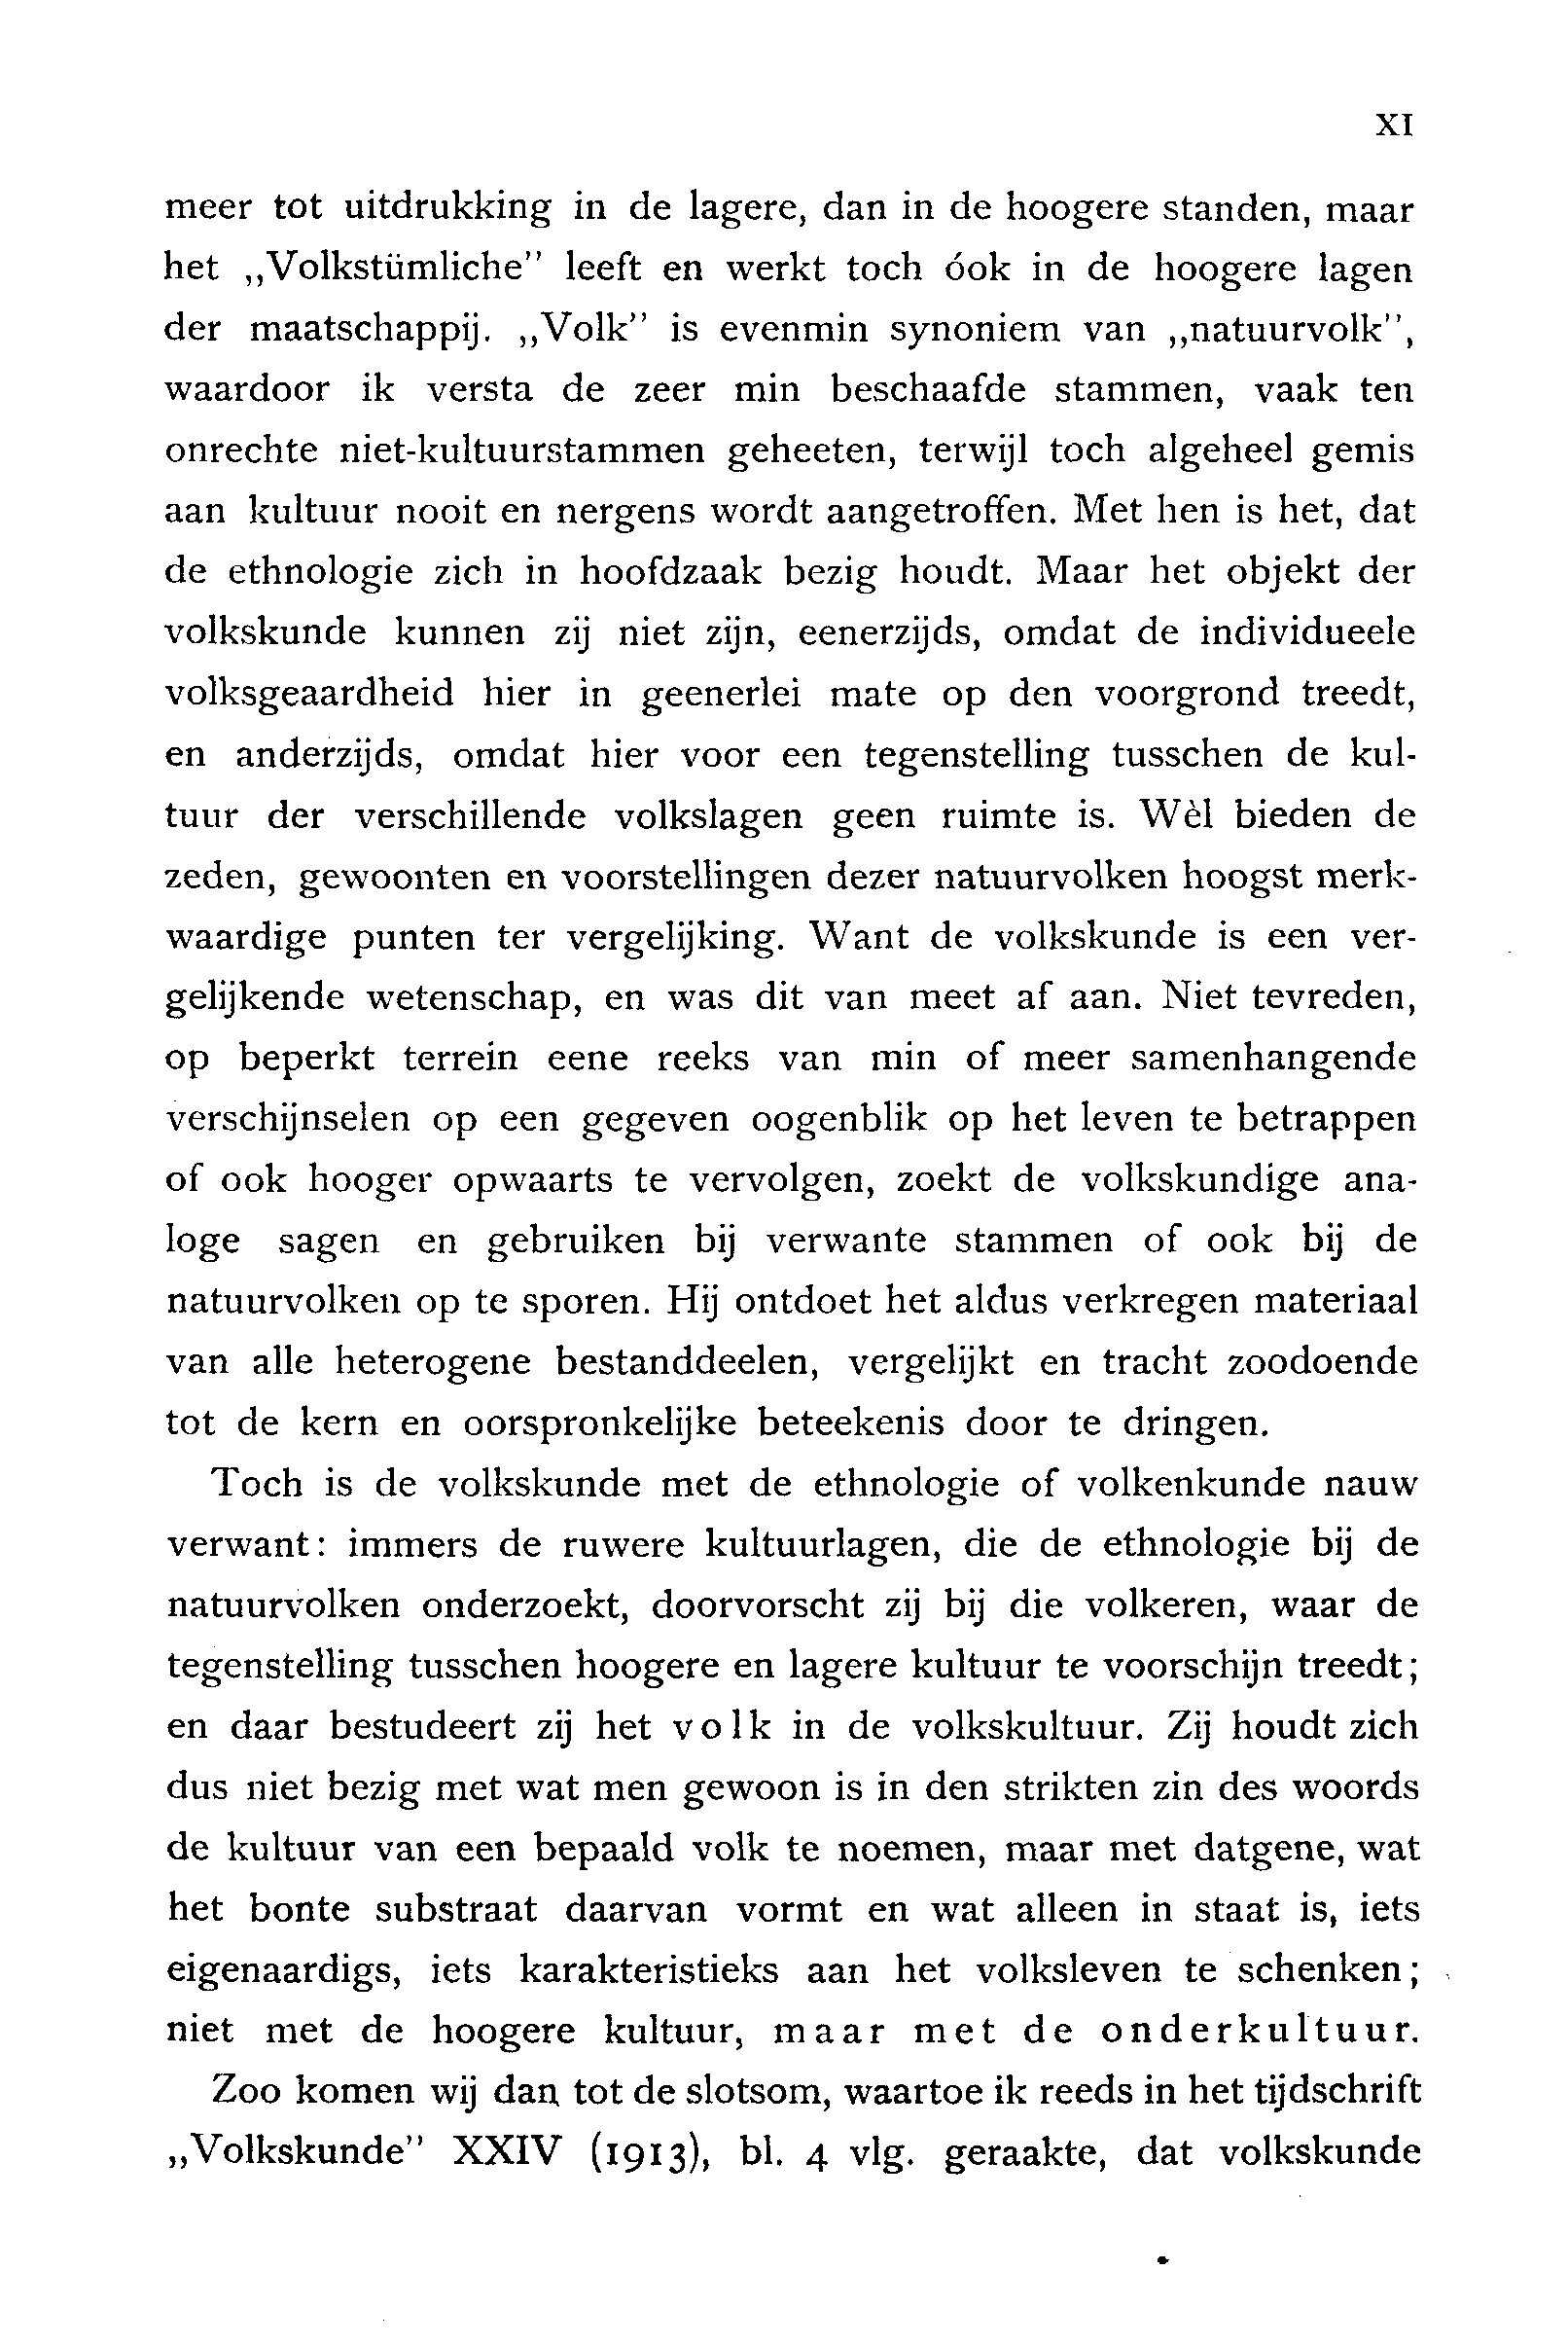 XI
meer tot uitdrukking in de lagere, dan in de hoogere standen, maar
het „Volkstümliche” leeft en werkt toch óok in de hoogere lagen
der maatschappij. „Volk” is evenmin synoniem van „natuurvolk”,
waardoor ik versta de zeer min beschaafde stammen, vaak ten
onrechte niet-kultuurstammen geheeten, terwijl toch algeheel gemis
aan kultuur nooit en nergens wordt aangetroffen. Met hen is het, dat
de ethnologie zich in hoofdzaak bezig houdt. Maar het objekt der
volkskunde kunnen zij niet zijn, eenerzijds, omdat de individueele
volksgeaardheid hier in geenerlei mate op den voorgrond treedt,
en anderzijds, omdat hier voor een tegenstelling tusschen de kul-
tuur der verschillende volkslagen geen ruimte is. Wèl bieden de
zeden, gewoonten en voorstellingen dezer natuurvolken hoogst merk-
waardige punten ter vergelijking. Want de volkskunde is een ver-
gelijkende wetenschap, en was dit van meet af aan. Niet tevreden,
op beperkt terrein eene reeks van min of meer samenhangende
verschijnselen op een gegeven oogenblik op het leven te betrappen
of ook hooger opwaarts te vervolgen, zoekt de volkskundige ana-
loge sagen en gebruiken bij verwante stammen of ook bij de
natuurvolken op te sporen. Hij ontdoet het aldus verkregen materiaal
van alle heterogene bestanddeelen, vergelijkt en tracht zoodoende
tot de kern en oorspronkelijke beteekenis door te dringen.
Toch is de volkskunde met de ethnologie of volkenkunde nauw
verwant: immers de ruwere kultuurlagen, die de ethnologie bij de
natuurvolken onderzoekt, doorvorscht zij bij die volkeren, waar de
tegenstelling tusschen hoogere en lagere kultuur te voorschijn treedt;
en daar bestudeert zij het volk in de volkskultuur. Zij houdt zich
dus niet bezig met wat men gewoon is in den strikten zin des woords
de kultuur van een bepaald volk te noemen, maar met datgene, wat
het bonte substraat daarvan vormt en wat alleen in staat is, iets
eigenaardigs, iets karakteristieks aan het volksleven te schenken;
niet met de hoogere kultuur, maar met de onderkultuur.
Zoo komen wij dan tot de slotsom, waartoe ik reeds in het tijdschrift
„Volkskunde” XXIV (1913), bl. 4 vlg. geraakte, dat volkskunde